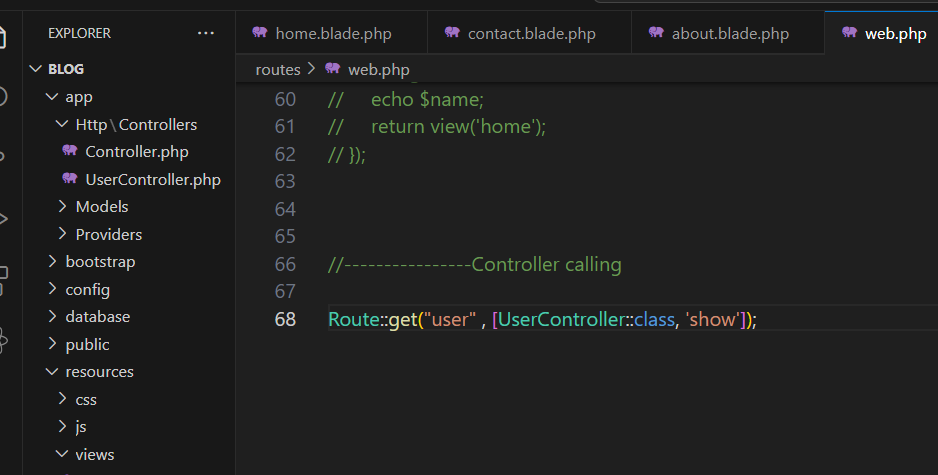 EXPLORER ...
BLOG
app
Http\Controllers
Controller.php
UserController.php
Models
Providers
bootstrap
config
database
public
resources
css
js
views
home.blade.php contact.blade.php about.blade.php web.php
routes > web.php
60 // echo $name;
61 // return view('home');
62 // });
63
64
65
66 //----------------Controller calling
67
68 Route::get("user" , [UserController::class, 'show']);